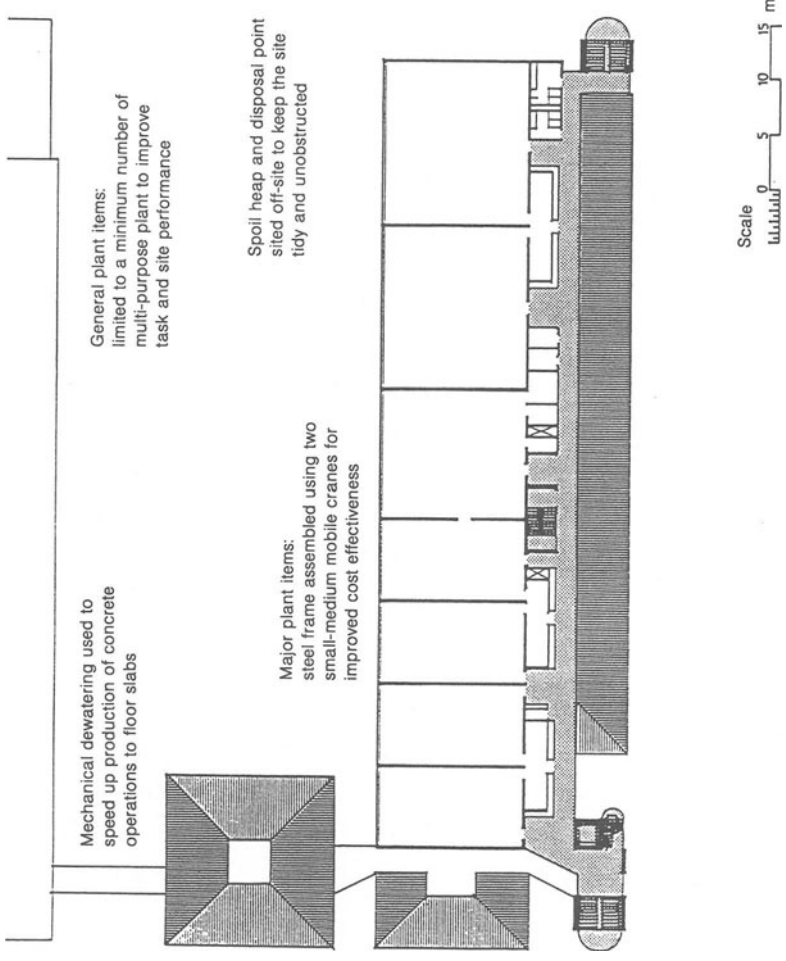 Mechanical dewatering used to
speed up production of concrete
operations to floor slabs
General plant items:
limited to a minimum number of
multi-purpose plant to improve
task and site performance
Major plant items:
steel frame assembled using two
small-medium mobile cranes for
improved cost effectiveness
Spoil heap and disposal point
sited off-site to keep the site
tidy and unobstructed
Scale
0 5 10 15 m